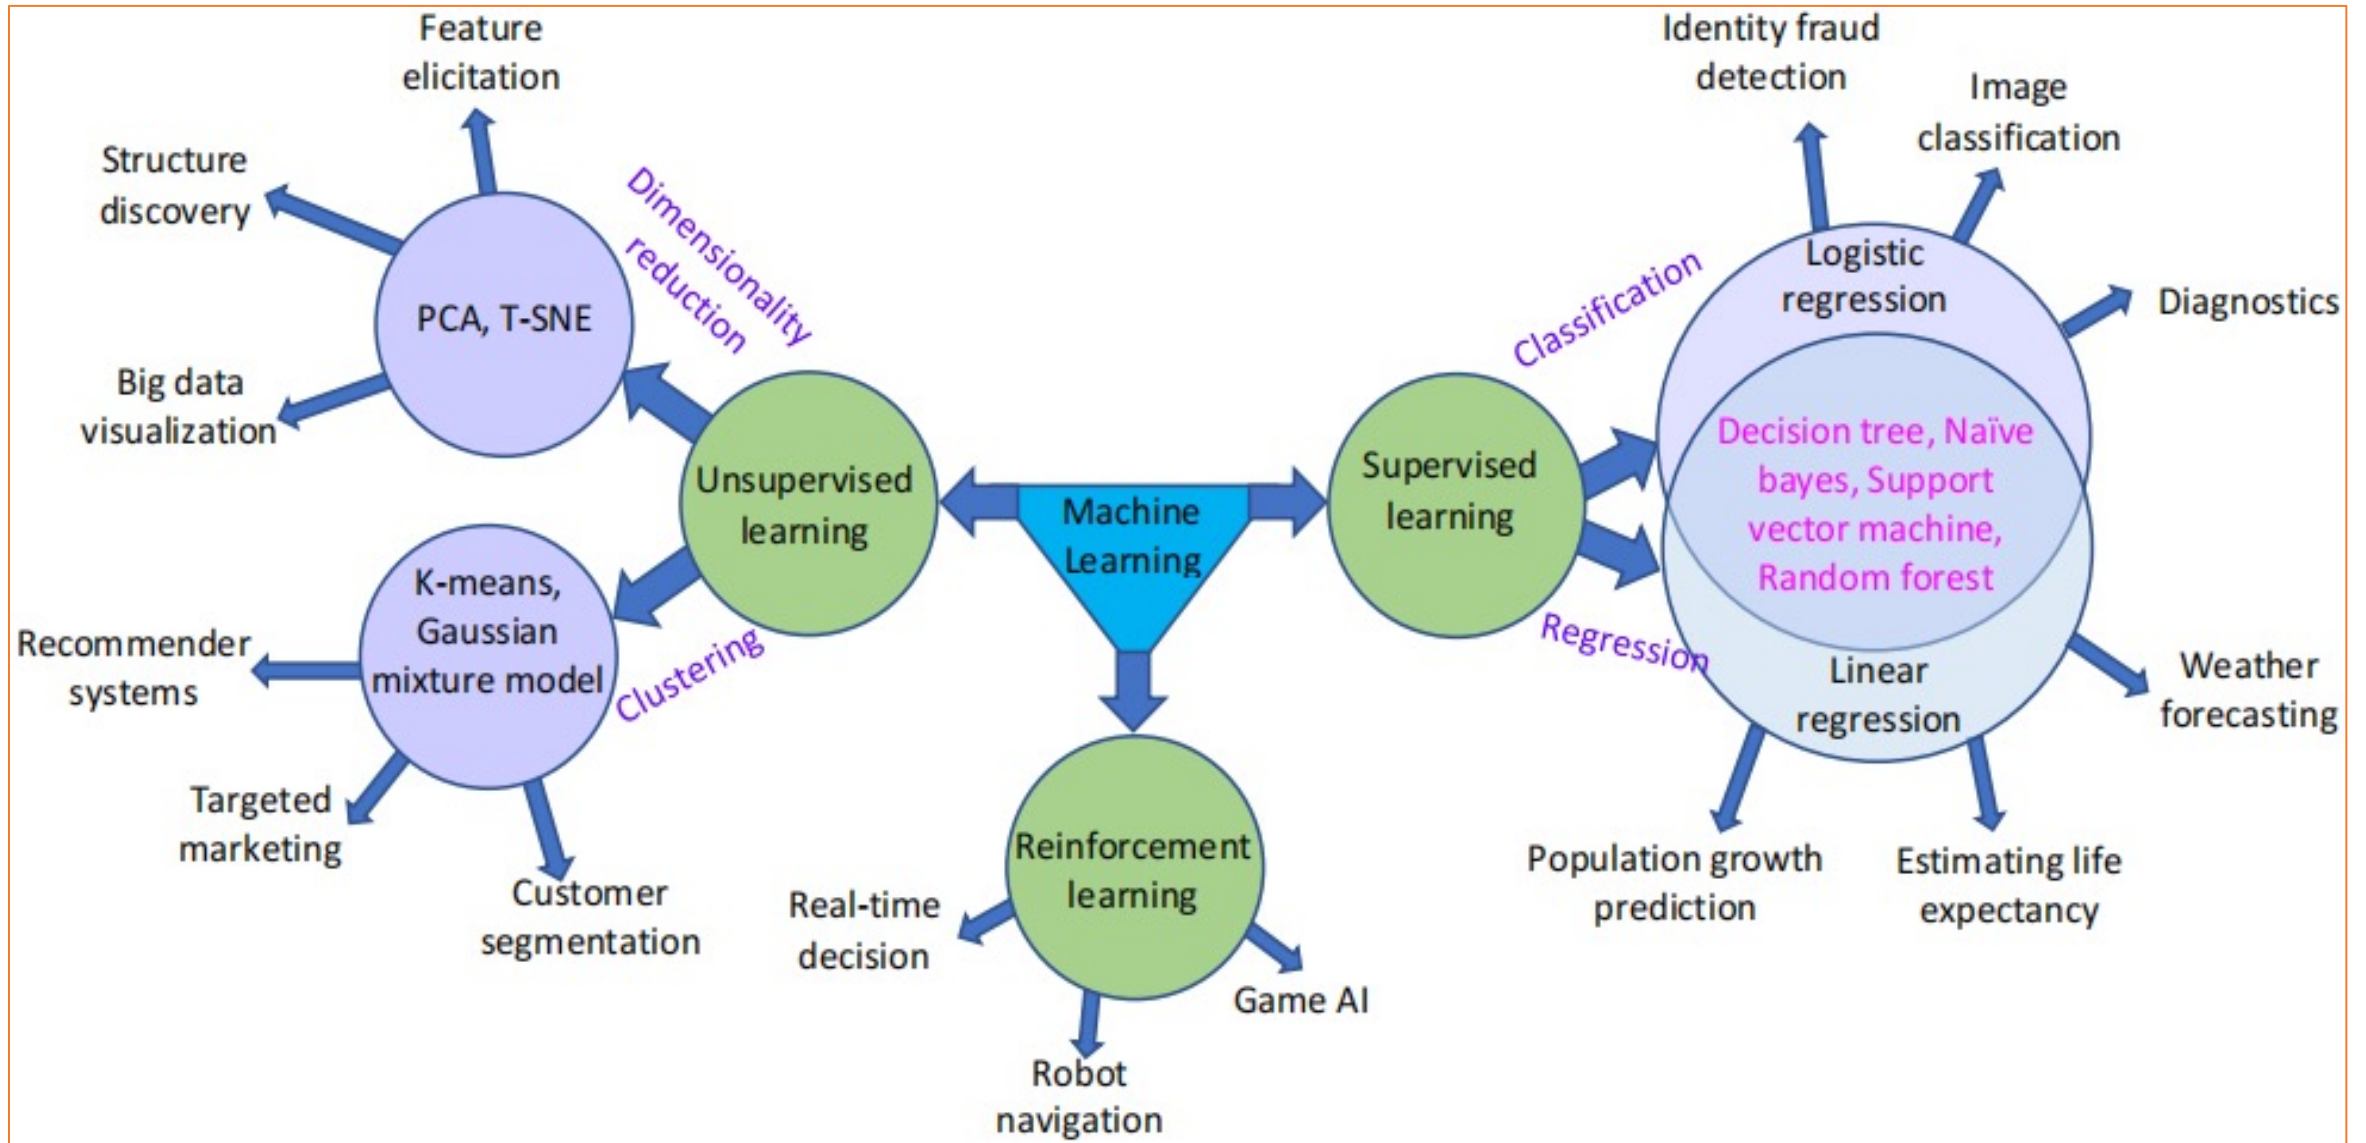 Feature
elicitation
Structure
discovery
Big data
visualization
PCA, T-SNE
Dimensionality
reduction
Unsupervised
learning
K-means,
Gaussian
mixture model
Clustering
Recommender
systems
Targeted
marketing
Customer
segmentation
Machine
Learning
Reinforcement
learning
Real-time
decision
Robot
navigation
Game AI
Supervised
learning
Classification
Regression
Identity fraud
detection
Image
classification
Diagnostics
Logistic
regression
Decision tree, Naïve
bayes, Support
vector machine,
Random forest
Linear
regression
Weather
forecasting
Population growth
prediction
Estimating life
expectancy